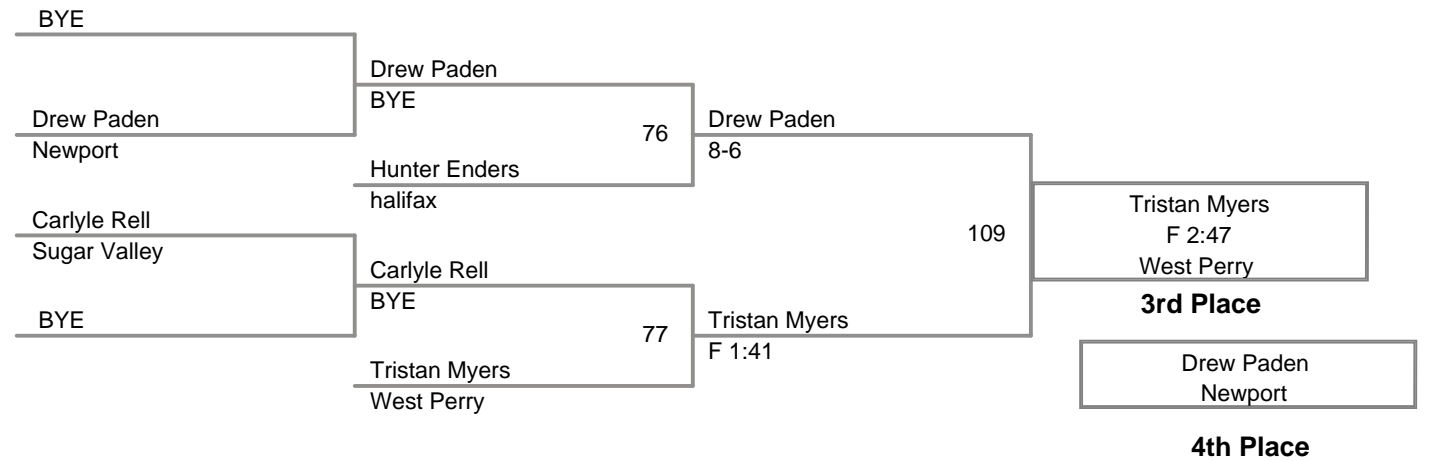 BYE
Drew Paden
Newport
Carlyle Rell
Sugar Valley
BYE
Drew Paden
BYE
76
Hunter Enders
halifax
Carlyle Rell
BYE
77
Tristan Myers
West Perry
Drew Paden
8-6
109
Tristan Myers
F 1:41
Tristan Myers
F 2:47
West Perry
3rd Place
Drew Paden
Newport
4th Place